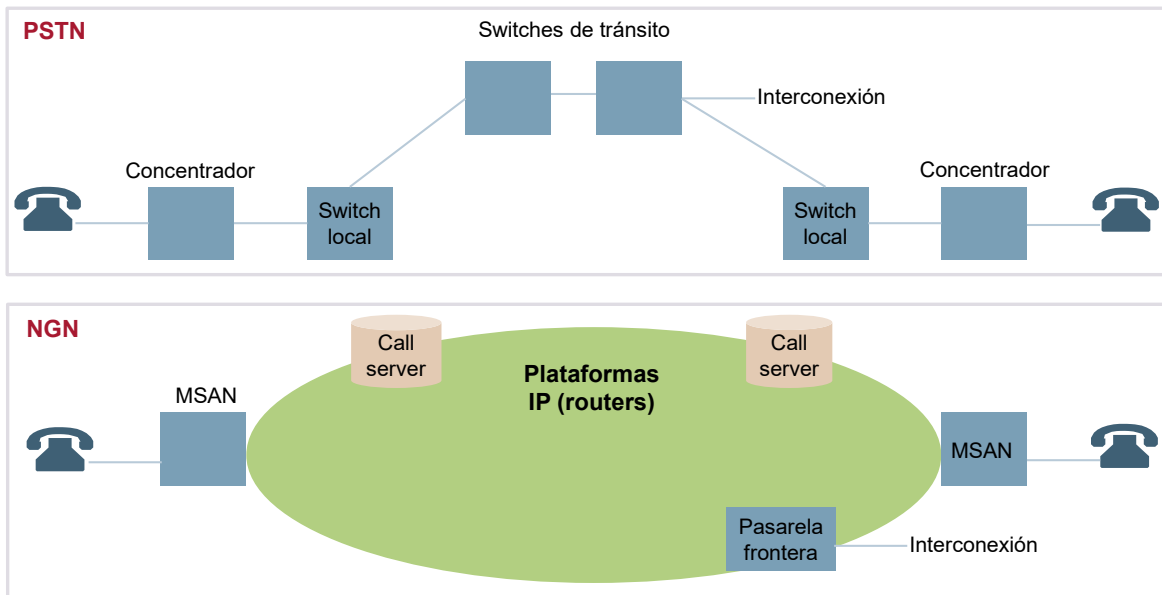 PSTN
Switches de tránsito
Interconexión
Concentrador
Concentrador
Switch
local
Switch
local
NGN
Call
server
Call
server
Plataformas
IP (routers)
MSAN
MSAN
Pasarela
frontera
Interconexión